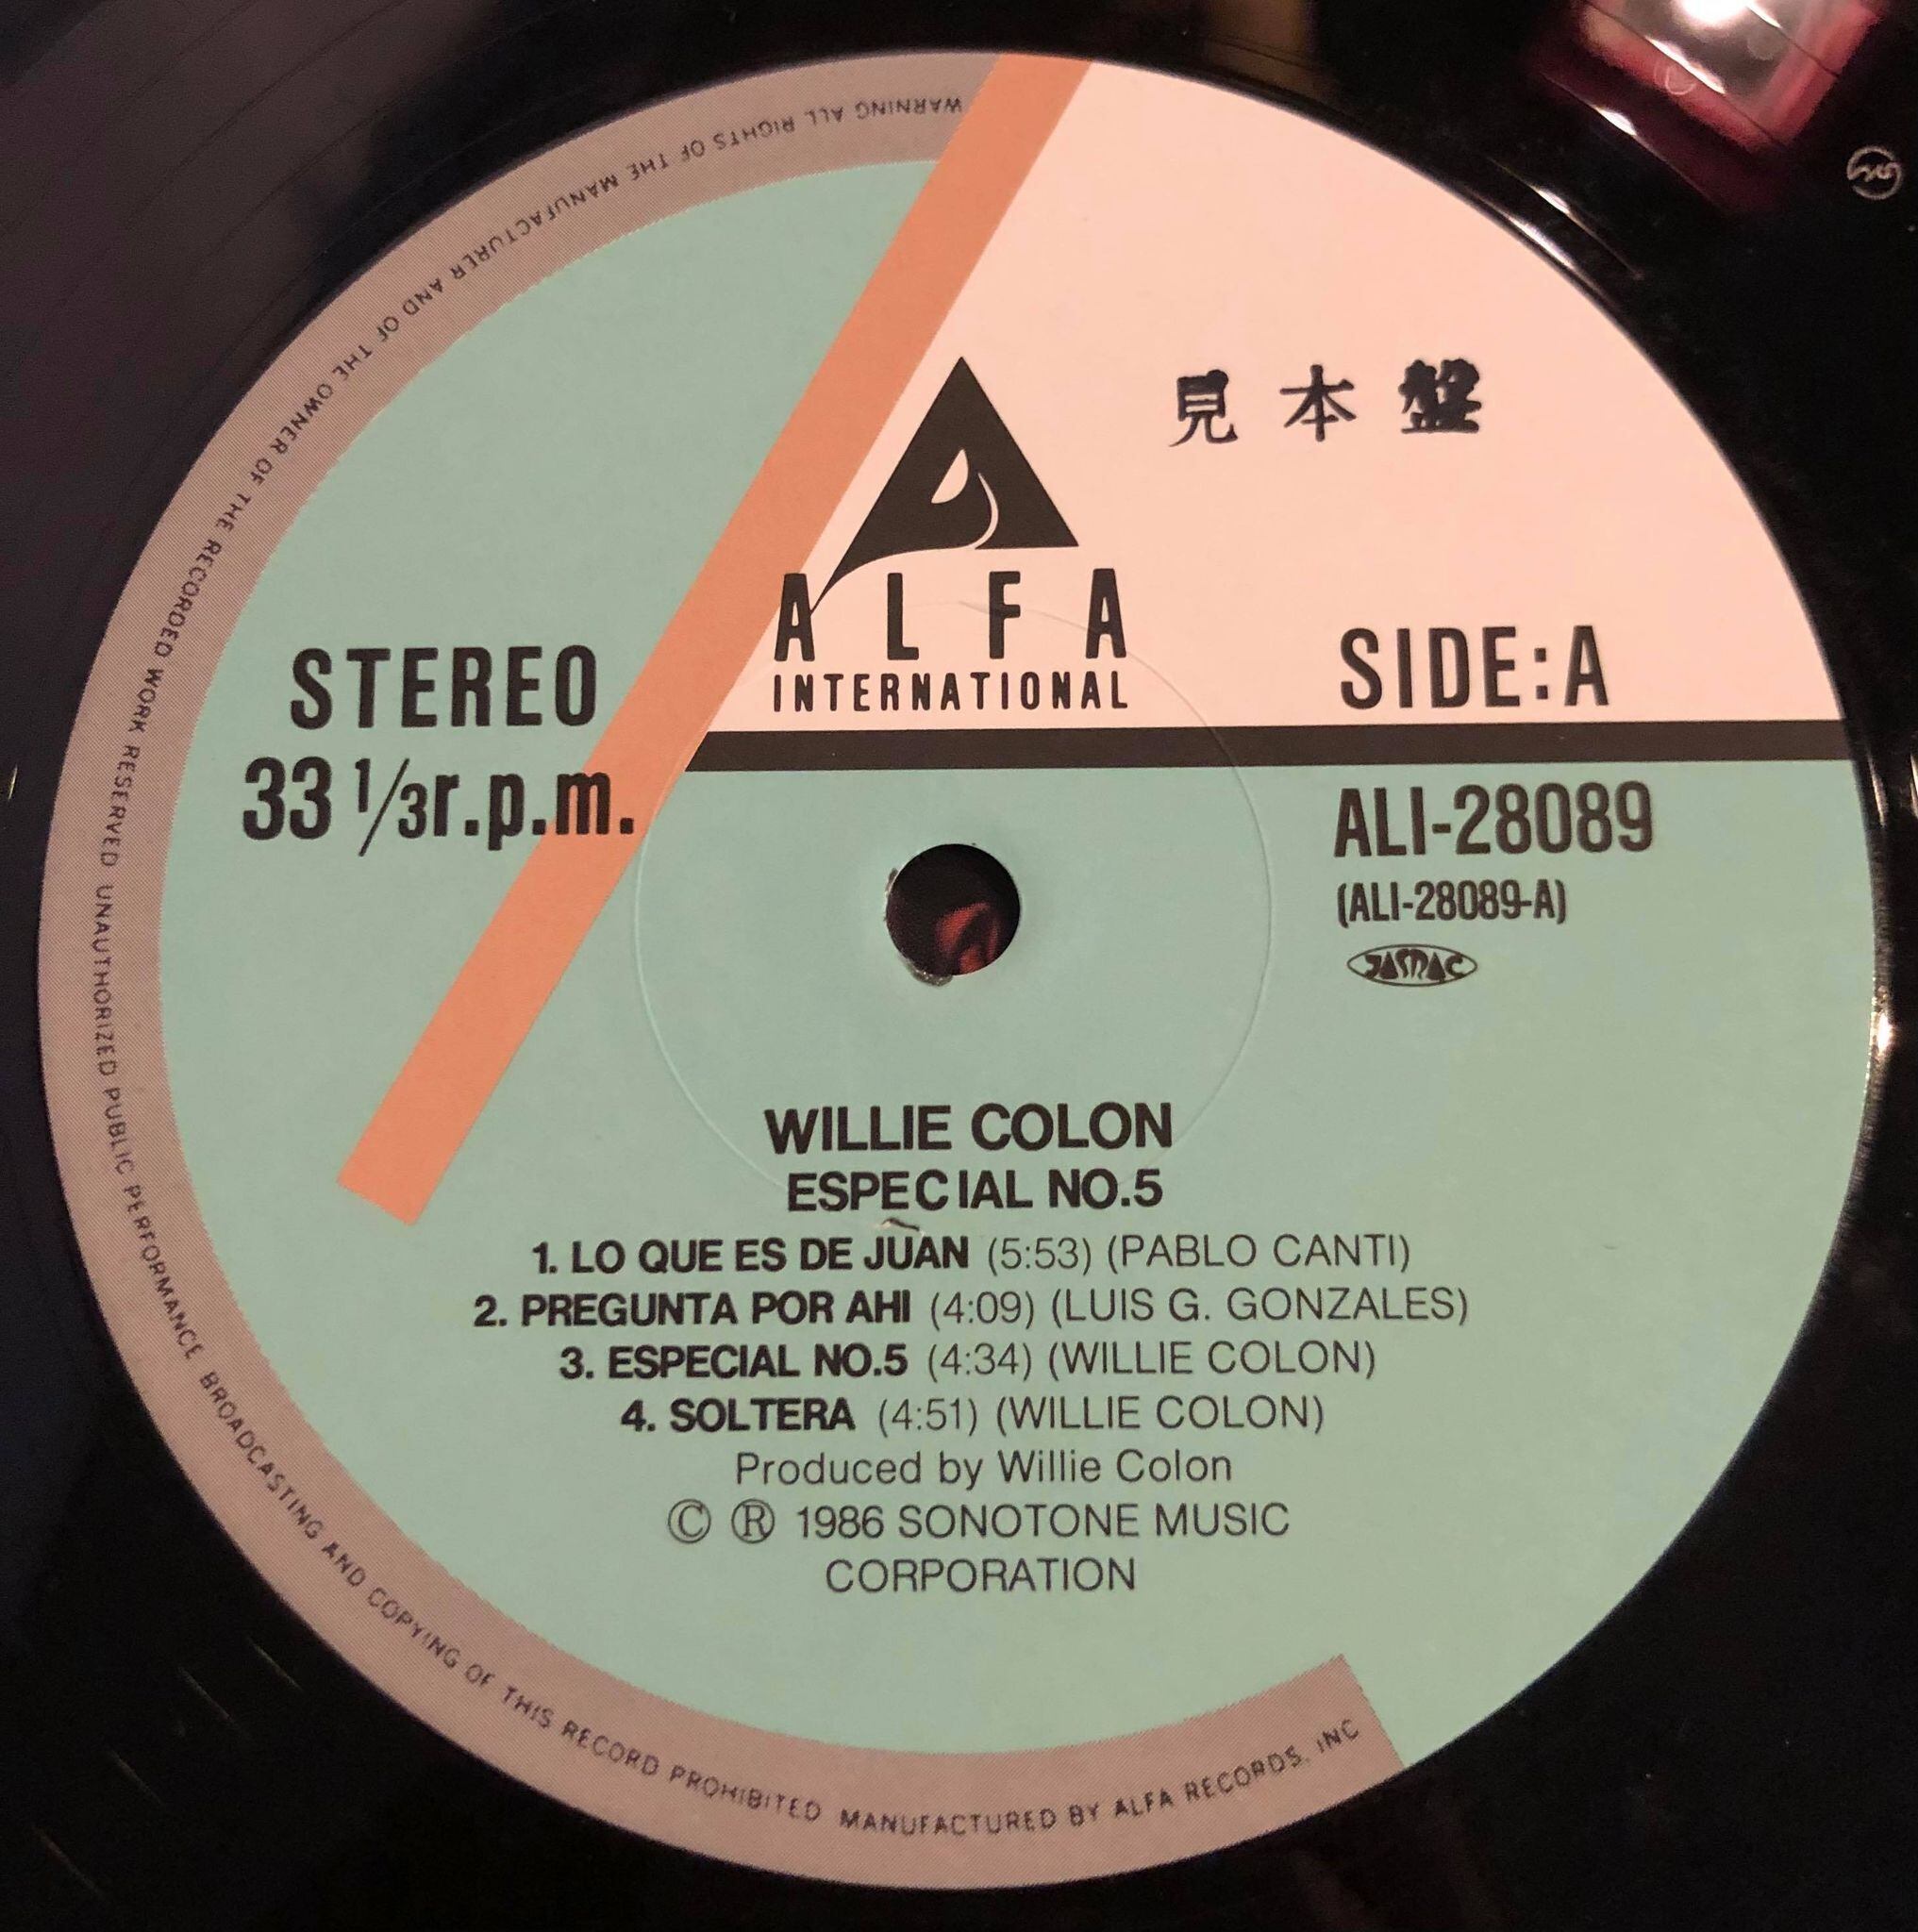 WARNING ALL RIGHTS OF THE MANUFACTURER AND OF THE OWNER OF THE RECORDED WORK RESERVED UNAUTHORIZED PUBLIC PERFORMANCE BROADCASTING AND COPYING OF THIS RECORD PROHIBITED MANUFACTURED BY ALFA RECORDS. INC
見本盤
ALFA
INTERNATIONAL
STEREO
33 1/3 r.p.m.
SIDE:A
ALI-28089
(ALI-28089-A)
JASRAC
WILLIE COLON
ESPECIAL NO.5
1. LO QUE ES DE JUAN (5:53) (PABLO CANTI)
2. PREGUNTA POR AHI (4:09) (LUIS G. GONZALES)
3. ESPECIAL NO.5 (4:34) (WILLIE COLON)
4. SOLTERA (4:51) (WILLIE COLON)
Produced by Willie Colon
Ⓒ Ⓡ 1986 SONOTONE MUSIC
CORPORATION